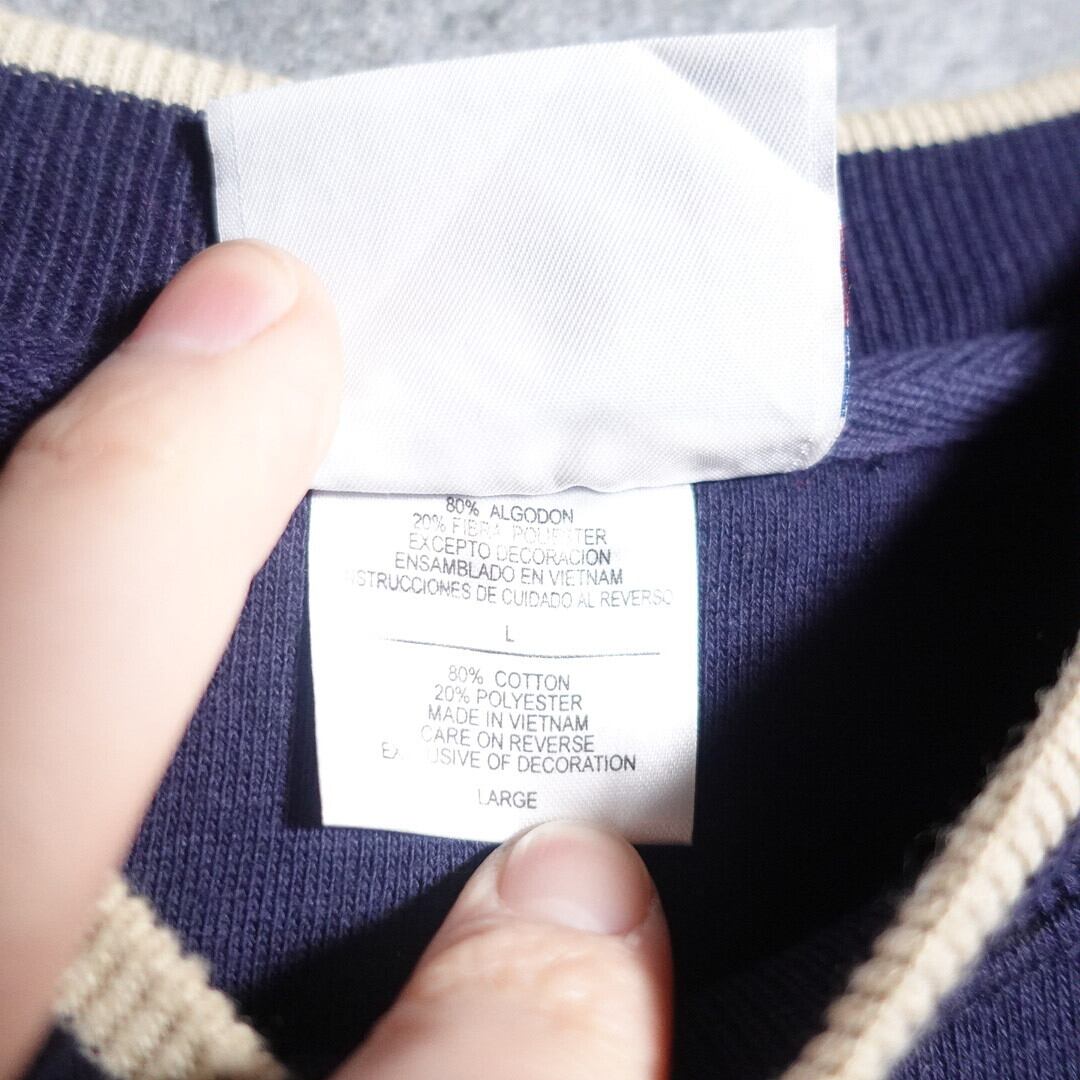 80% ALGODON
20% FIBRA POLIESTER
EXCEPTO DECORACION
ENSAMBLADO EN VIETNAM
INSTRUCCIONES DE CUIDADO AL REVERSO
L
80% COTTON
20% POLYESTER
MADE IN VIETNAM
CARE ON REVERSE
EXCLUSIVE OF DECORATION
LARGE